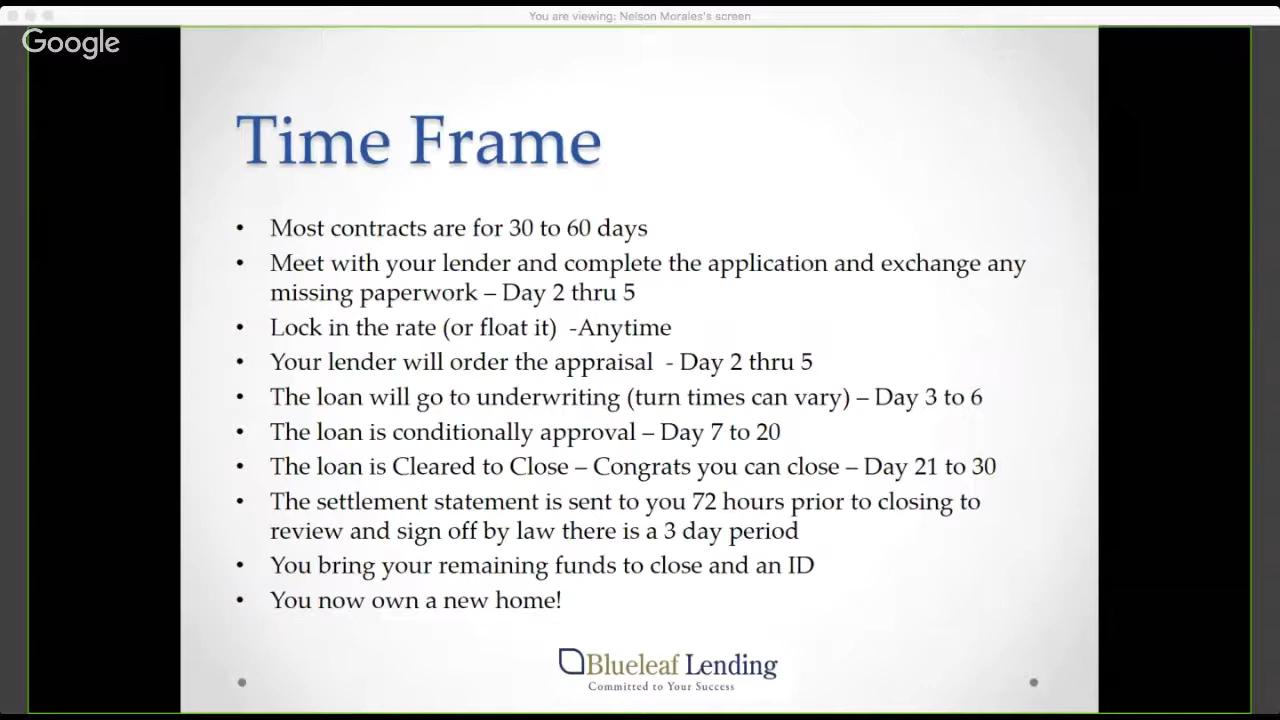 You are viewing: Nelson Morales's screen
Google
Time Frame
• Most contracts are for 30 to 60 days
• Meet with your lender and complete the application and exchange any
missing paperwork – Day 2 thru 5
• Lock in the rate (or float it) -Anytime
• Your lender will order the appraisal - Day 2 thru 5
• The loan will go to underwriting (turn times can vary) – Day 3 to 6
• The loan is conditionally approval – Day 7 to 20
• The loan is Cleared to Close – Congrats you can close – Day 21 to 30
• The settlement statement is sent to you 72 hours prior to closing to
review and sign off by law there is a 3 day period
• You bring your remaining funds to close and an ID
• You now own a new home!
Blueleaf Lending
Committed to Your Success